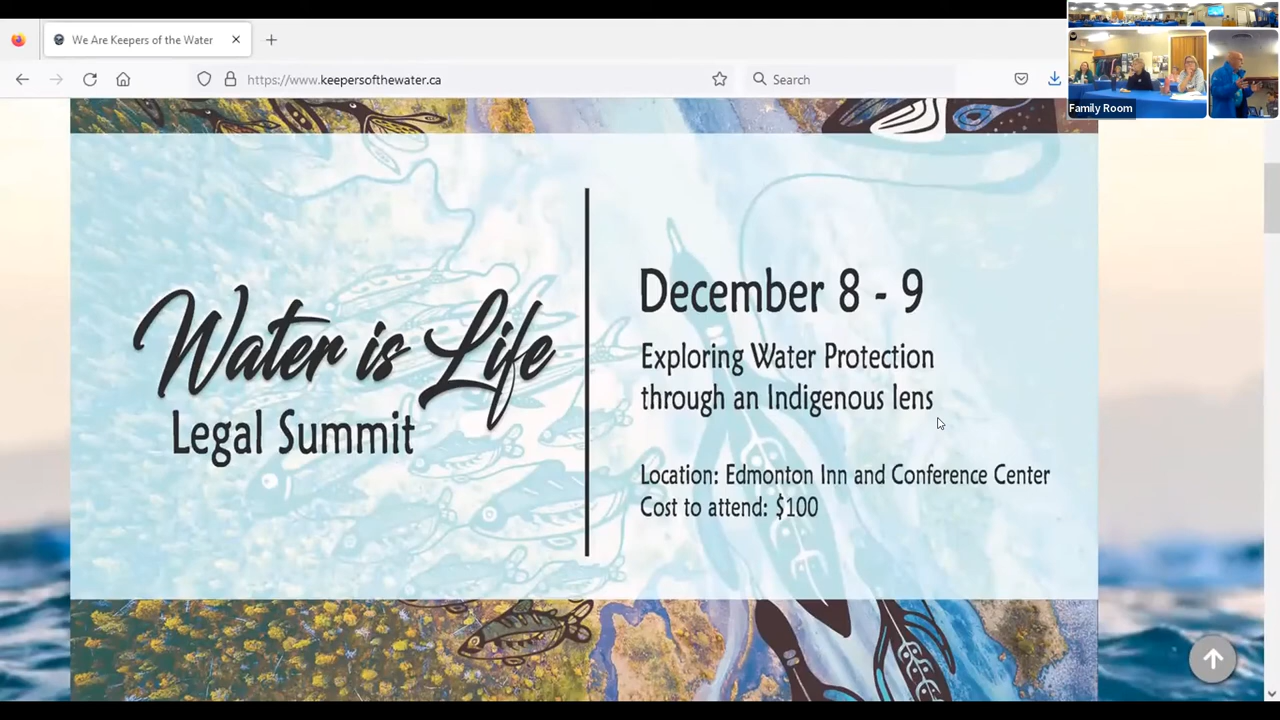 We Are Keepers of the Water
https://www.keepersofthewater.ca
Search
Family Room
Water is Life
Legal Summit
December 8 - 9
Exploring Water Protection
through an Indigenous lens
Location: Edmonton Inn and Conference Center
Cost to attend: $100